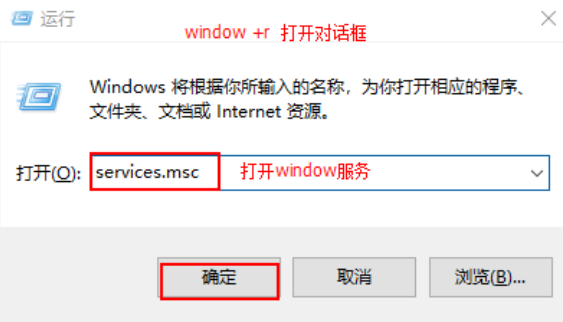 运行
window +r 打开对话框
Windows 将根据你所输入的名称，为你打开相应的程序、
文件夹、文档或 Internet 资源。
打开(O): services.msc 打开window服务
确定 取消 浏览(B)...